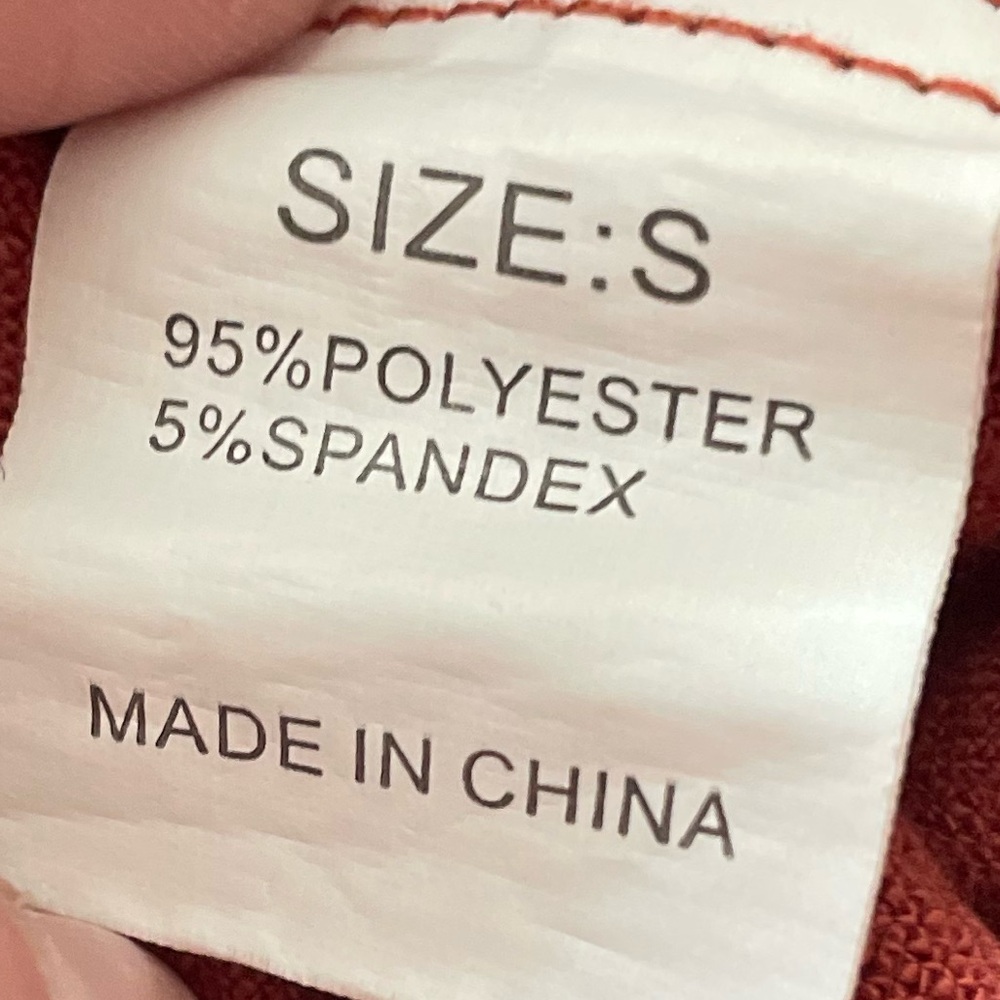 SIZE:S
95%POLYESTER
5%SPANDEX
MADE IN CHINA